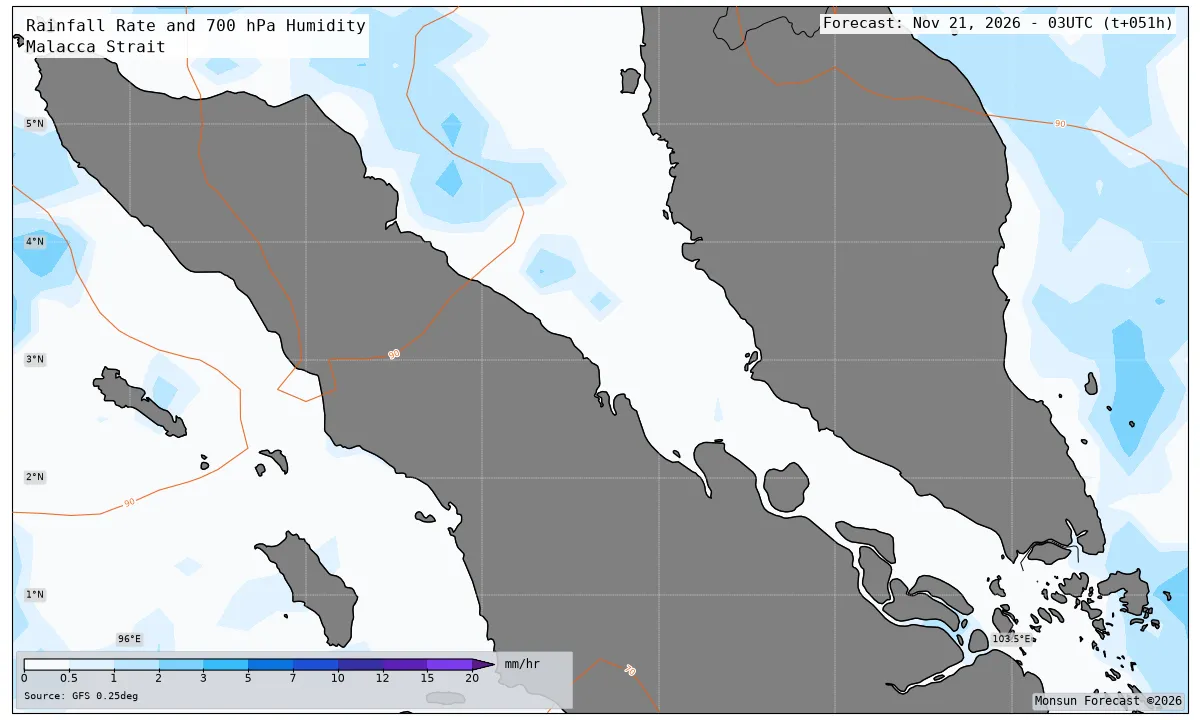 Rainfall Rate and 700 hPa Humidity
Malacca Strait
Forecast: Nov 21, 2026 - 03UTC (t+051h)
90
5°N
4°N
90
3°N
2°N
90
1°N
96°E
103.5°E
70
mm/hr
0 0.5 1 2 3 5 7 10 12 15 20
Source: GFS 0.25deg
Monsun Forecast ©2026